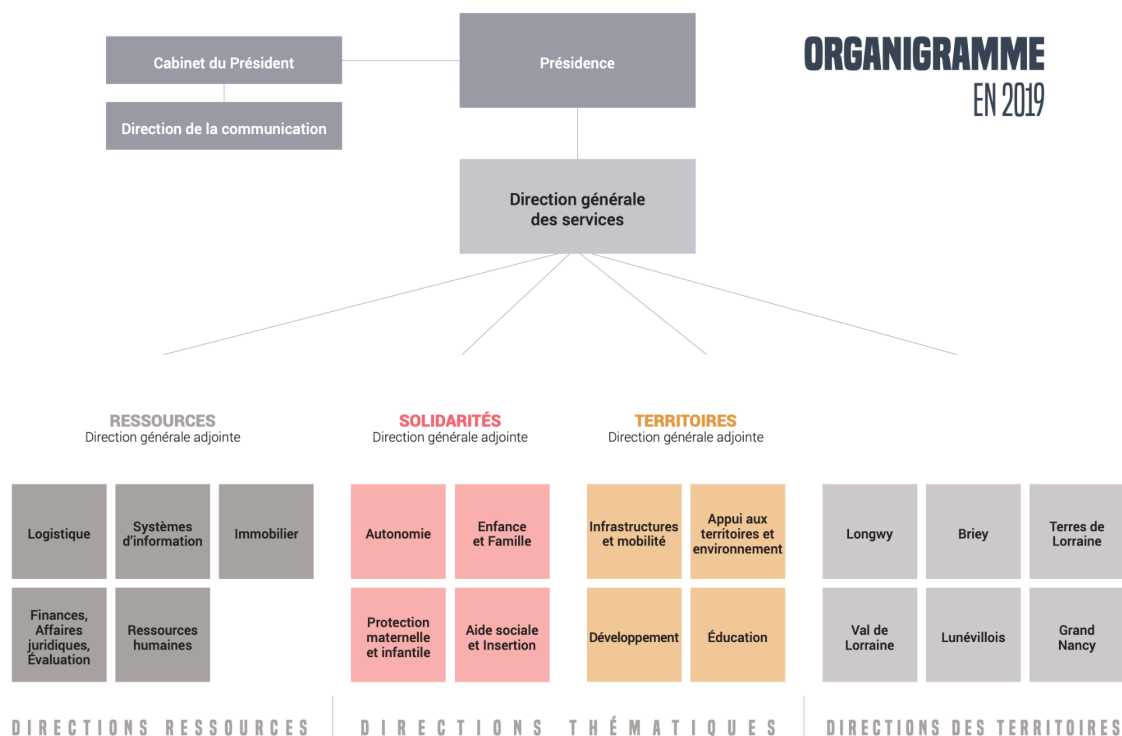 ORGANIGRAMME
EN 2019
Cabinet du Président
Présidence
Direction de la communication
Direction générale
des services
RESSOURCES
Direction générale adjointe
SOLIDARITÉS
Direction générale adjointe
TERRITOIRES
Direction générale adjointe
Logistique
Systèmes
d'information
Immobilier
Finances,
Affaires
juridiques,
Évaluation
Ressources
humaines
Autonomie
Enfance
et Famille
Protection
maternelle
et infantile
Aide sociale
et Insertion
Infrastructures
et mobilité
Appui aux
territoires et
environnement
Développement
Éducation
Longwy
Briey
Terres de
Lorraine
Val de
Lorraine
Lunévillois
Grand
Nancy
DIRECTIONS RESSOURCES
DIRECTIONS THÉMATIQUES
DIRECTIONS DES TERRITOIRES